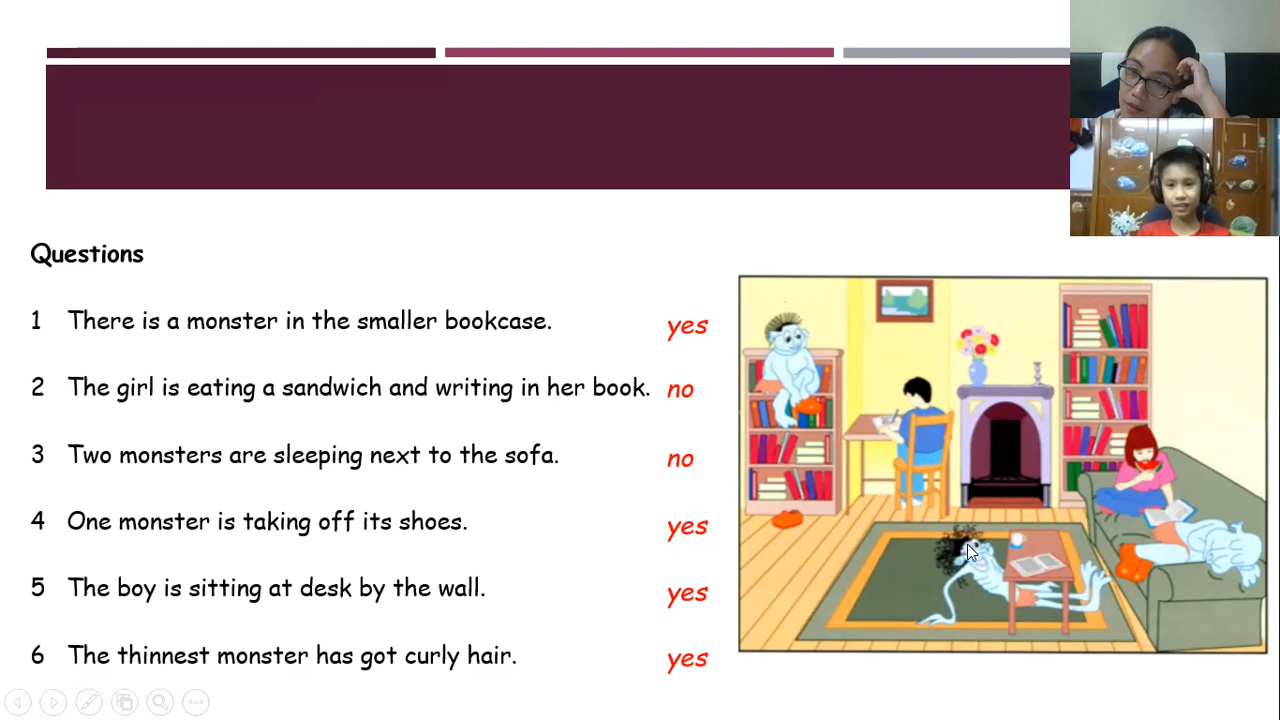 Questions
1 There is a monster in the smaller bookcase. yes
2 The girl is eating a sandwich and writing in her book. no
3 Two monsters are sleeping next to the sofa. no
4 One monster is taking off its shoes. yes
5 The boy is sitting at desk by the wall. yes
6 The thinnest monster has got curly hair. yes